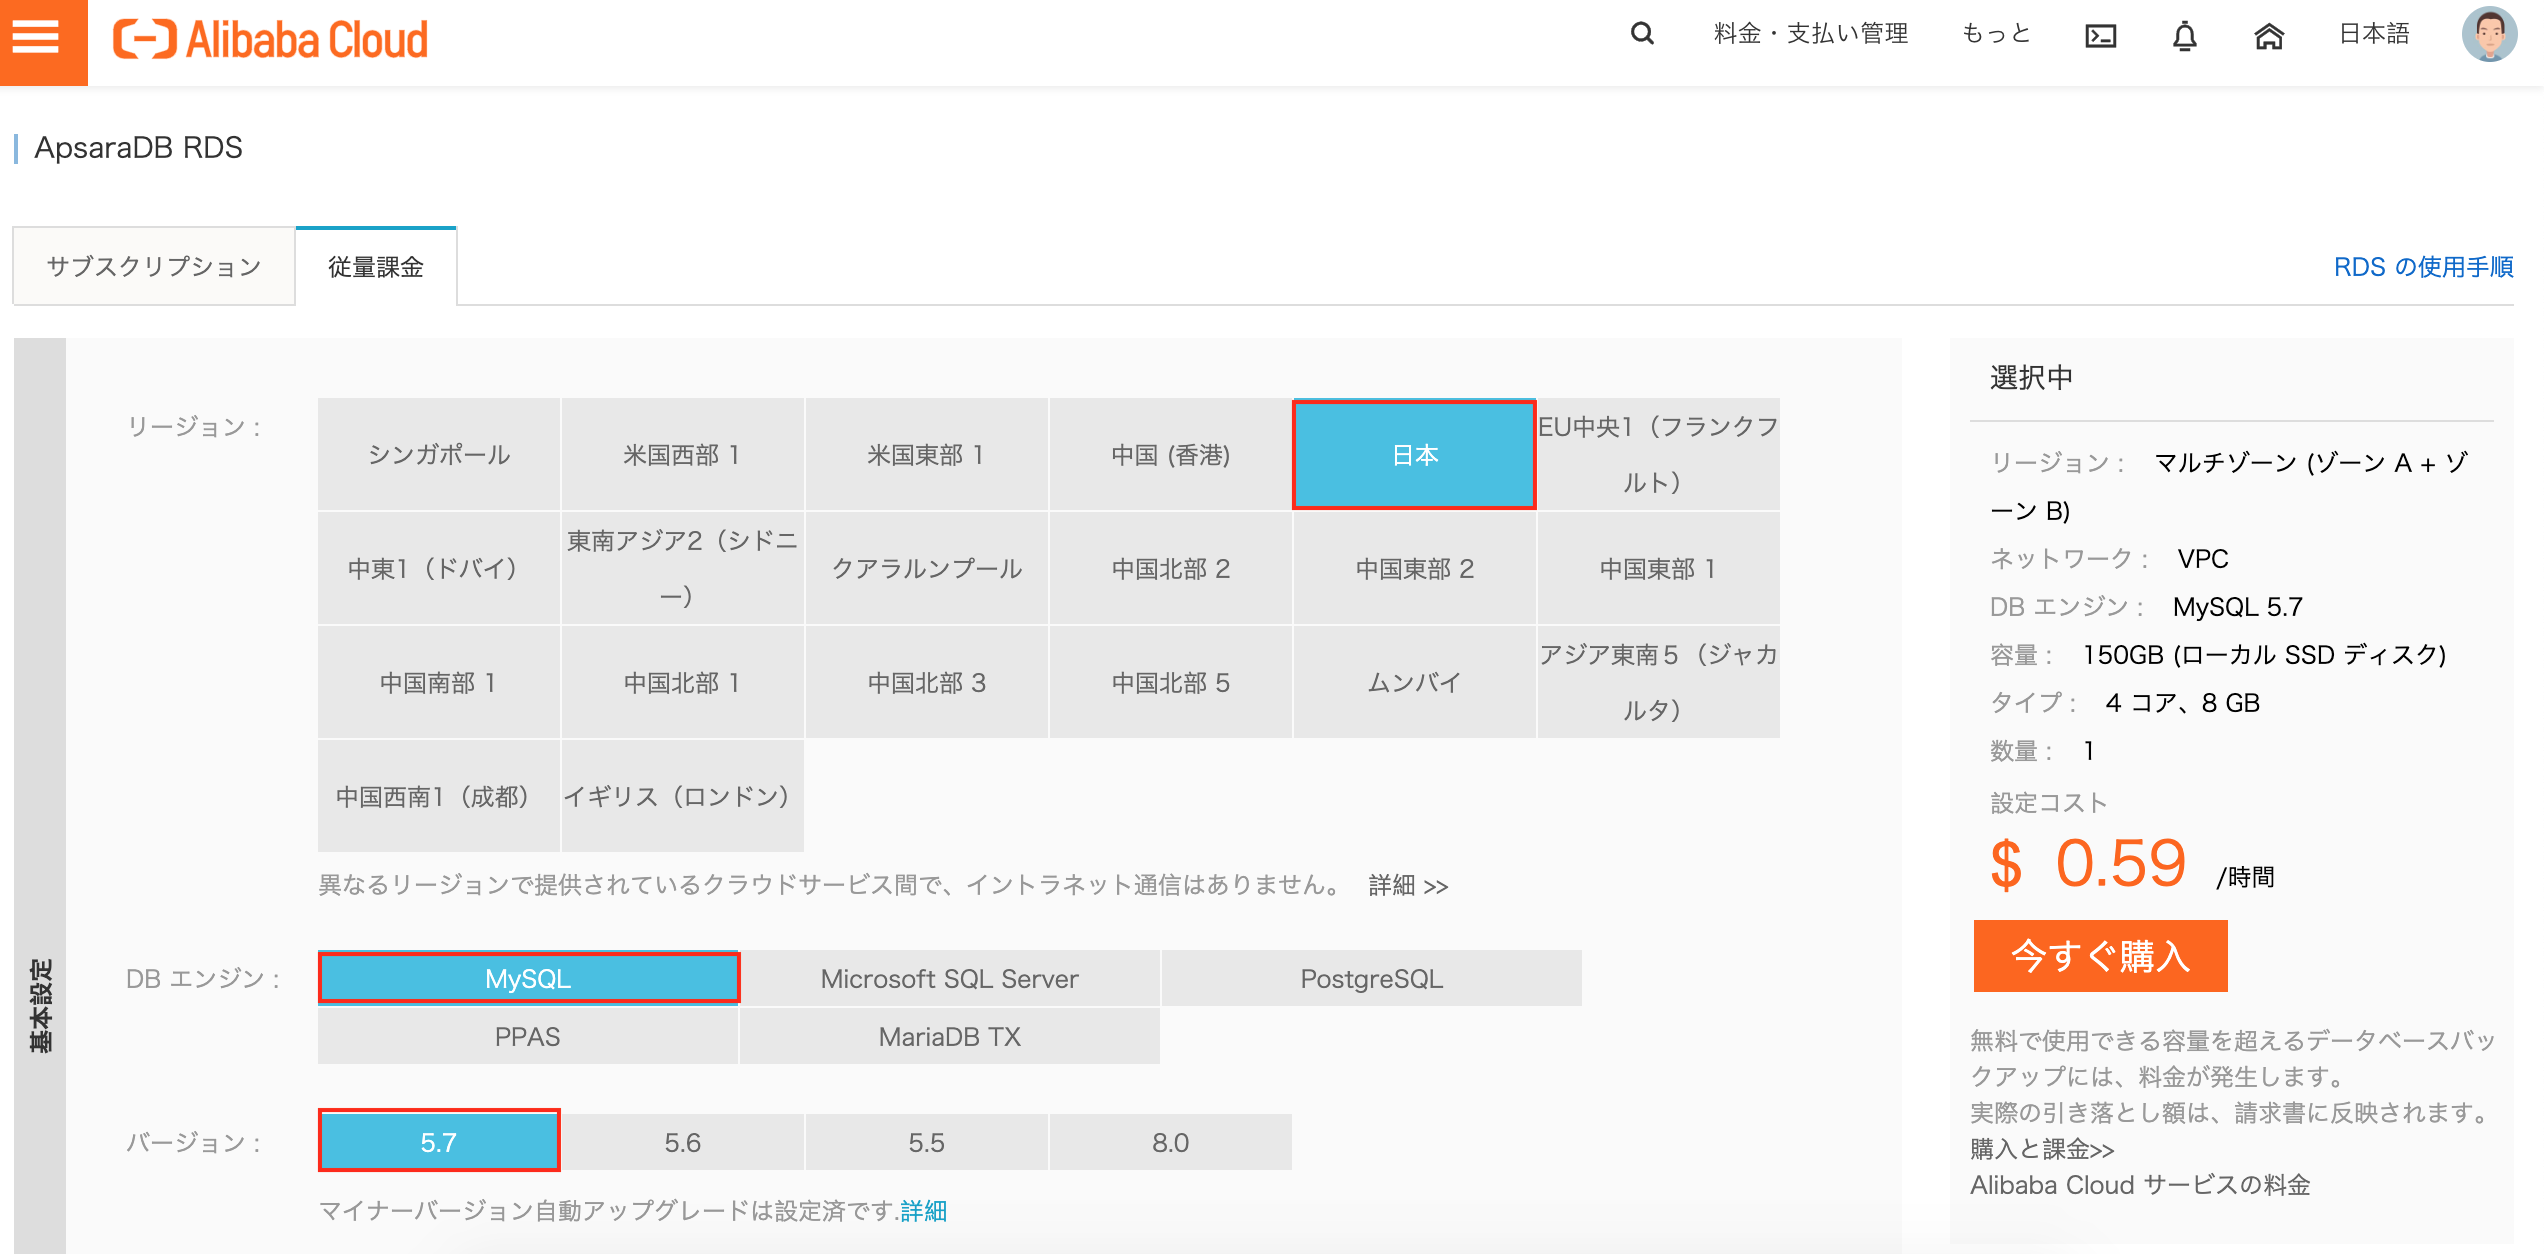 Alibaba Cloud
料金・支払い管理 もっと 日本語
ApsaraDB RDS
サブスクリプション 従量課金 RDS の使用手順
基本設定
リージョン :
シンガポール 米国西部 1 米国東部 1 中国 (香港) 日本 EU中央1（フランクフ
ルト）
中東1（ドバイ） 東南アジア2（シドニ
ー） クアラルンプール 中国北部 2 中国東部 2 中国東部 1
中国南部 1 中国北部 1 中国北部 3 中国北部 5 ムンバイ アジア東南５（ジャカ
ルタ）
中国西南1（成都） イギリス（ロンドン）
異なるリージョンで提供されているクラウドサービス間で、イントラネット通信はありません。 詳細 >>
DB エンジン : MySQL Microsoft SQL Server PostgreSQL
PPAS MariaDB TX
バージョン : 5.7 5.6 5.5 8.0
マイナーバージョン自動アップグレードは設定済です.詳細
選択中
リージョン : マルチゾーン (ゾーン A + ゾ
ーン B)
ネットワーク : VPC
DB エンジン : MySQL 5.7
容量 : 150GB (ローカル SSD ディスク)
タイプ : 4 コア、8 GB
数量 : 1
設定コスト
$ 0.59 /時間
今すぐ購入
無料で使用できる容量を超えるデータベースバッ
クアップには、料金が発生します。
実際の引き落とし額は、請求書に反映されます。
購入と課金>>
Alibaba Cloud サービスの料金